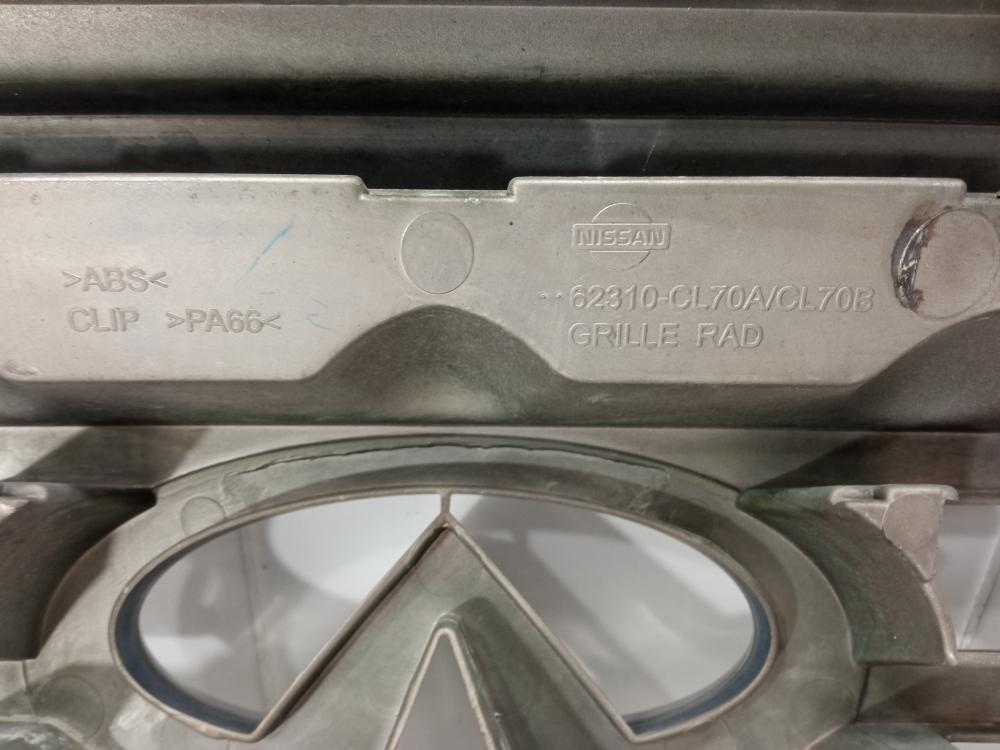 >ABS<
CLIP >PA66<
NISSAN
62310-CL70A/CL70B
GRILLE RAD